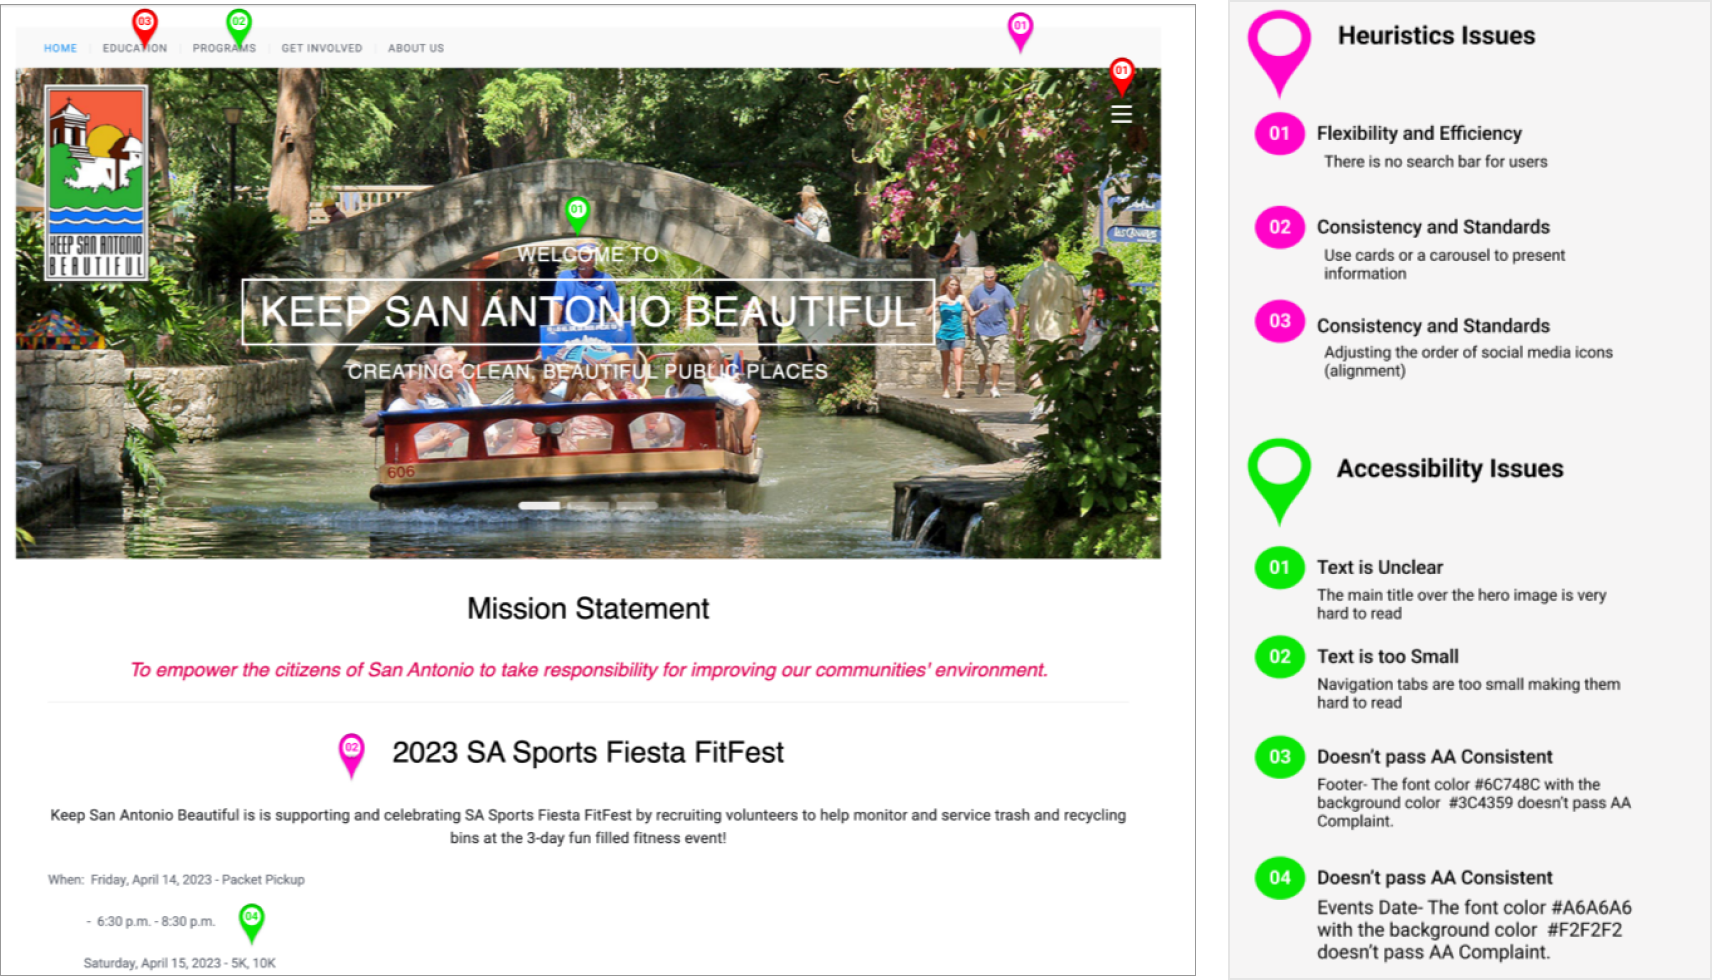 03
02
01
HOME
EDUCATION
PROGRAMS
GET INVOLVED
ABOUT US
01
KEEP SAN ANTONIO
BEAUTIFUL
01
WELCOME TO
KEEP SAN ANTONIO BEAUTIFUL
CREATING CLEAN, BEAUTIFUL PUBLIC PLACES
606
Mission Statement
To empower the citizens of San Antonio to take responsibility for improving our communities' environment.
02
2023 SA Sports Fiesta FitFest
Keep San Antonio Beautiful is is supporting and celebrating SA Sports Fiesta FitFest by recruiting volunteers to help monitor and service trash and recycling
bins at the 3-day fun filled fitness event!
When: Friday, April 14, 2023 - Packet Pickup
- 6:30 p.m. - 8:30 p.m.
04
Saturday, April 15, 2023 - 5K, 10K
Heuristics Issues
01 Flexibility and Efficiency
There is no search bar for users
02 Consistency and Standards
Use cards or a carousel to present
information
03 Consistency and Standards
Adjusting the order of social media icons
(alignment)
Accessibility Issues
01 Text is Unclear
The main title over the hero image is very
hard to read
02 Text is too Small
Navigation tabs are too small making them
hard to read
03 Doesn't pass AA Consistent
Footer- The font color #6C748C with the
background color #3C4359 doesn't pass AA
Complaint.
04 Doesn't pass AA Consistent
Events Date- The font color #A6A6A6
with the background color #F2F2F2
doesn't pass AA Complaint.